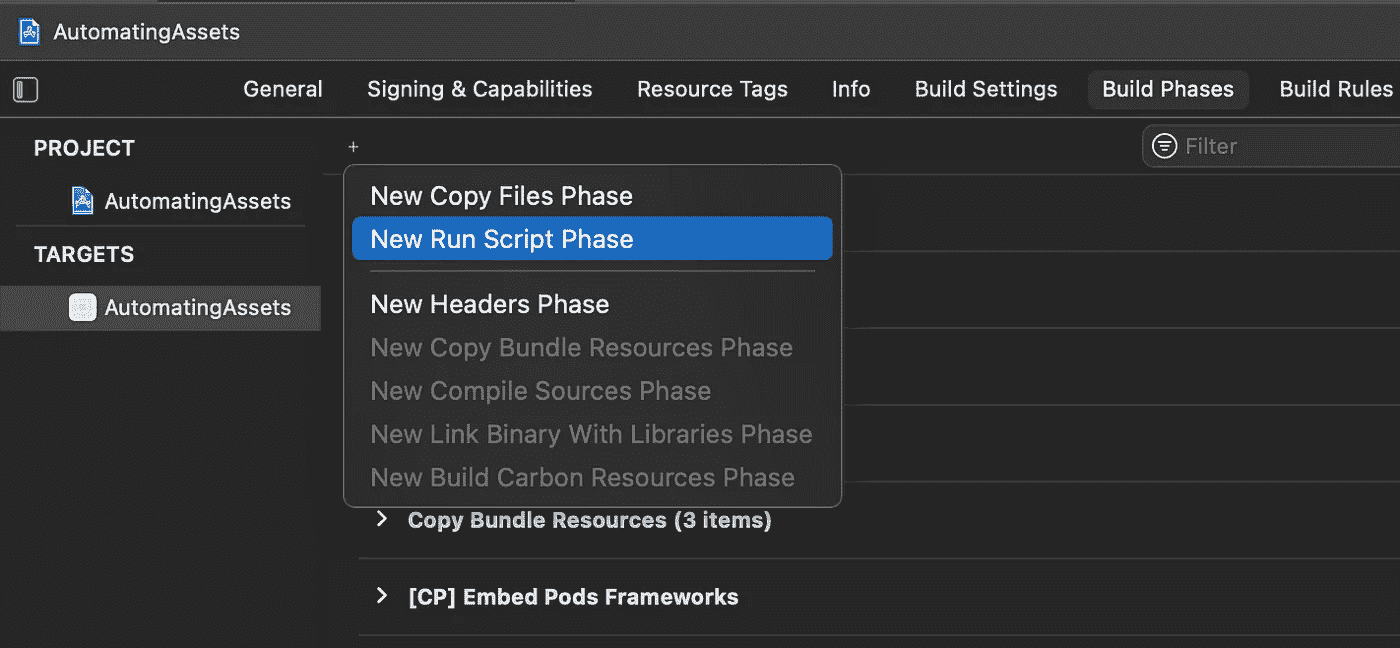 AutomatingAssets
General Signing & Capabilities Resource Tags Info Build Settings Build Phases Build Rules
PROJECT
+
Filter
AutomatingAssets
TARGETS
AutomatingAssets
New Copy Files Phase
New Run Script Phase
New Headers Phase
New Copy Bundle Resources Phase
New Compile Sources Phase
New Link Binary With Libraries Phase
New Build Carbon Resources Phase
Copy Bundle Resources (3 items)
[CP] Embed Pods Frameworks